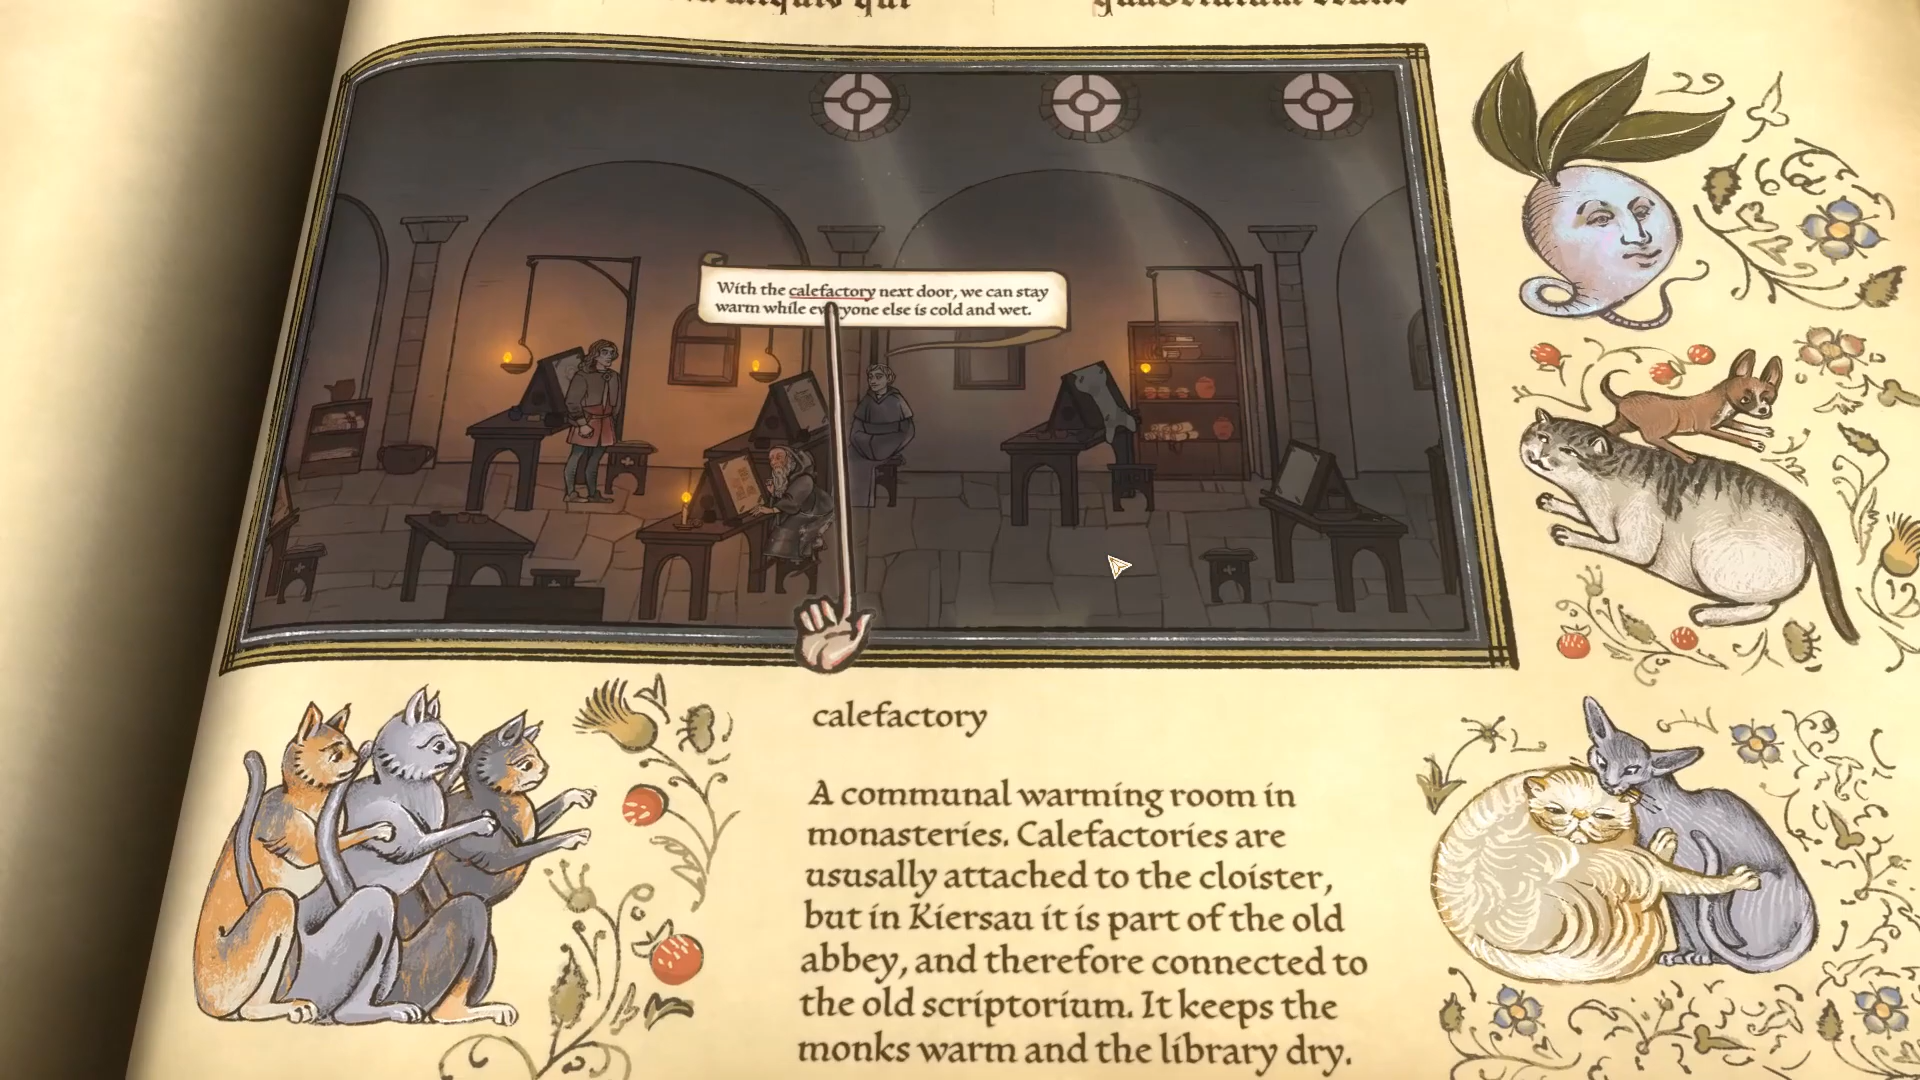 With the calefactory next door, we can stay
warm while everyone else is cold and wet.
calefactory
A communal warming room in
monasteries. Calefactories are
ususally attached to the cloister,
but in Kiersau it is part of the old
abbey, and therefore connected to
the old scriptorium. It keeps the
monks warm and the library dry.